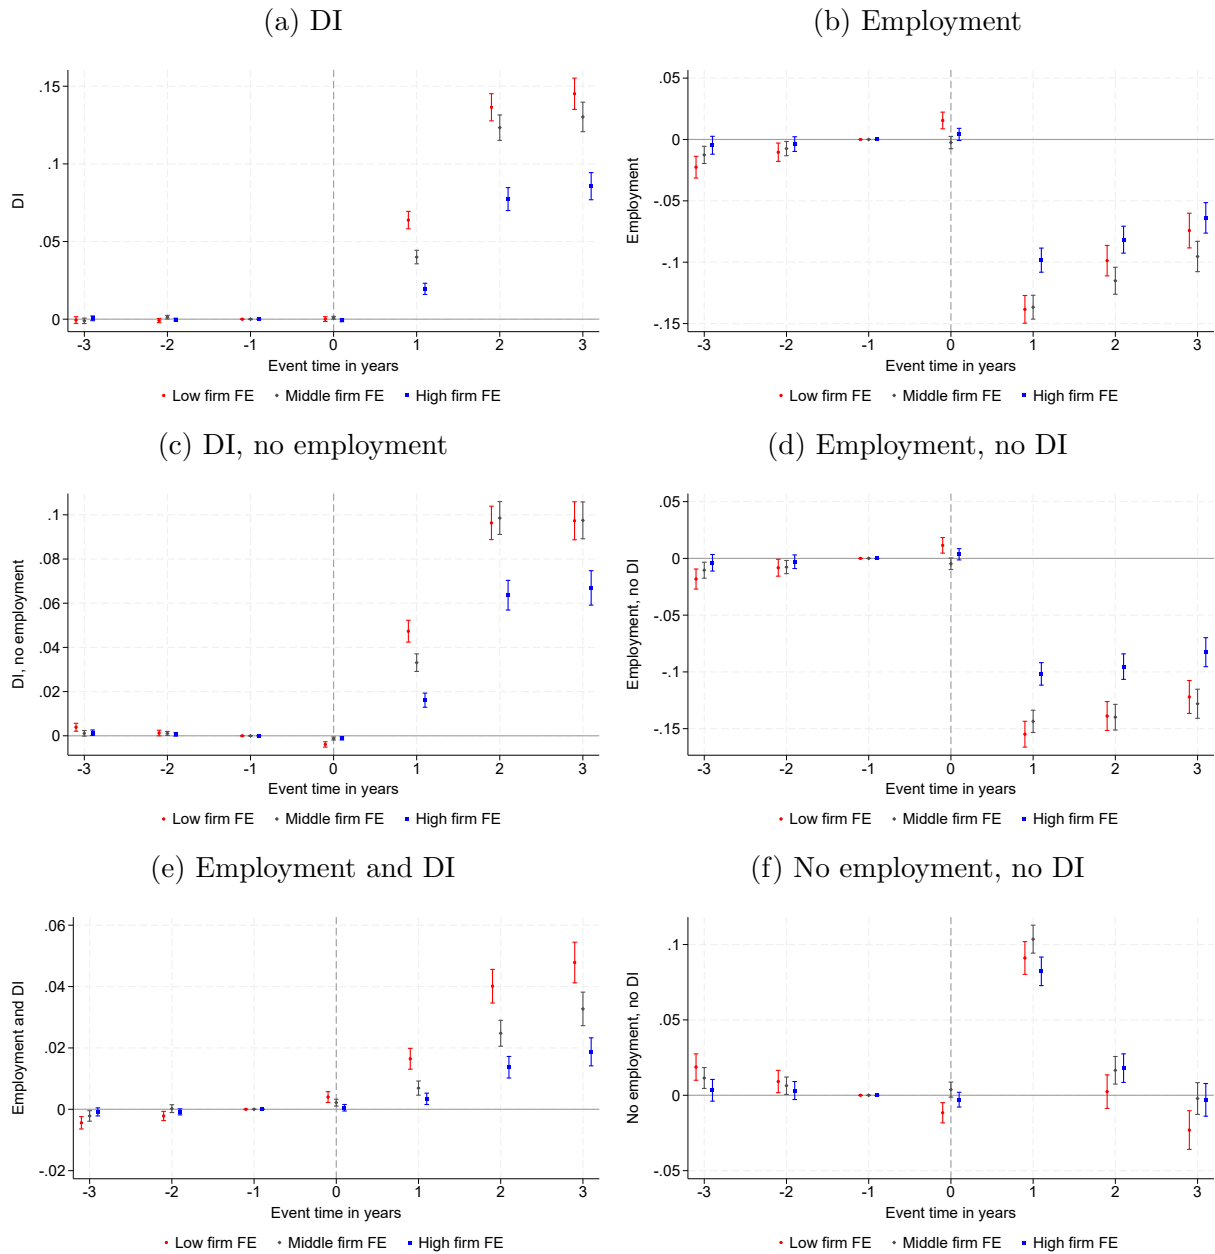 (a) DI
.15
.1
.05
0
DI
-3 -2 -1 0 1 2 3
Event time in years
Low firm FE Middle firm FE High firm FE
(b) Employment
.05
0
-.05
-.1
-.15
Employment
-3 -2 -1 0 1 2 3
Event time in years
Low firm FE Middle firm FE High firm FE
(c) DI, no employment
.1
.08
.06
.04
.02
0
DI, no employment
-3 -2 -1 0 1 2 3
Event time in years
Low firm FE Middle firm FE High firm FE
(d) Employment, no DI
.05
0
-.05
-.1
-.15
Employment, no DI
-3 -2 -1 0 1 2 3
Event time in years
Low firm FE Middle firm FE High firm FE
(e) Employment and DI
.06
.04
.02
0
-.02
Employment and DI
-3 -2 -1 0 1 2 3
Event time in years
Low firm FE Middle firm FE High firm FE
(f) No employment, no DI
.1
.05
0
-.05
No employment, no DI
-3 -2 -1 0 1 2 3
Event time in years
Low firm FE Middle firm FE High firm FE